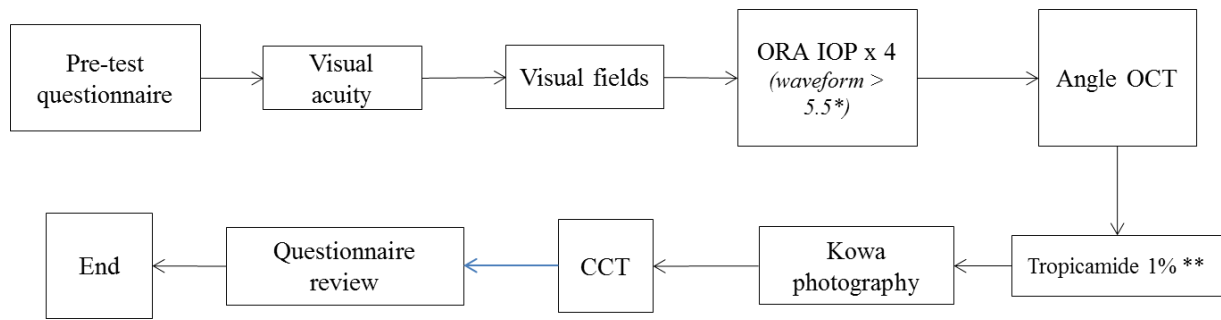 Pre-test
questionnaire
Visual
acuity
Visual fields
ORA IOP x 4
(waveform >
5.5*)
Angle OCT
End
Questionnaire
review
CCT
Kowa
photography
Tropicamide 1% **